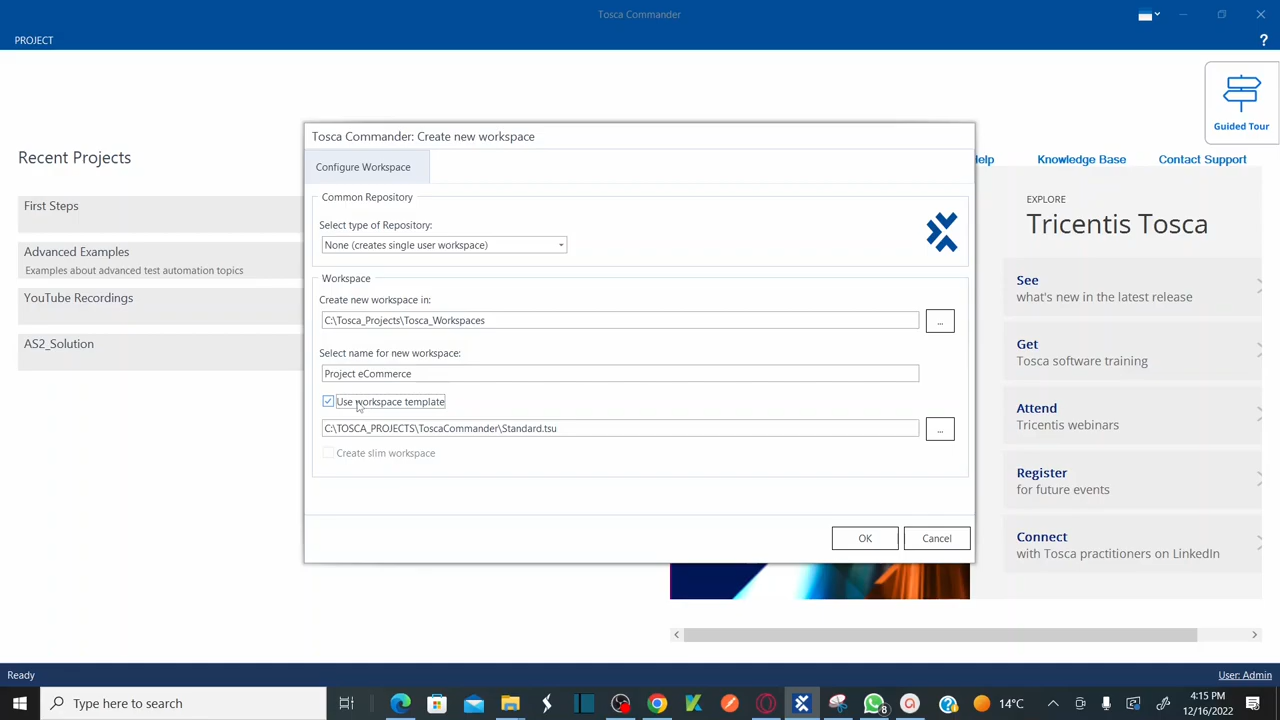 Tosca Commander
PROJECT
?
Guided Tour
Recent Projects
First Steps
Advanced Examples
Examples about advanced test automation topics
YouTube Recordings
AS2_Solution
Tosca Commander: Create new workspace
Configure Workspace
Common Repository
Select type of Repository:
None (creates single user workspace)
Workspace
Create new workspace in:
C:\Tosca_Projects\Tosca_Workspaces
...
Select name for new workspace:
Project eCommerce
Use workspace template
C:\TOSCA_PROJECTS\ToscaCommander\Standard.tsu
...
Create slim workspace
OK
Cancel
elp
Knowledge Base
Contact Support
EXPLORE
Tricentis Tosca
See
what's new in the latest release
Get
Tosca software training
Attend
Tricentis webinars
Register
for future events
Connect
with Tosca practitioners on LinkedIn
Ready
User: Admin
Type here to search
8
14°C
4:15 PM
12/16/2022